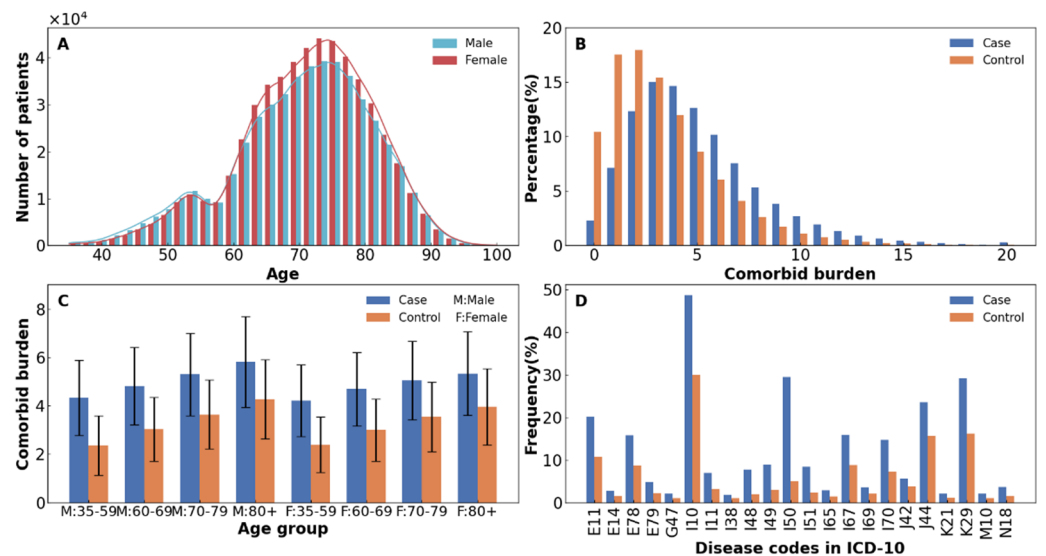 ×10⁴
A
Male
Female
Number of patients
4
3
2
1
0
40 50 60 70 80 90 100
Age
B
Case
Control
Percentage(%)
20
15
10
5
0
0 5 10 15 20
Comorbid burden
C
Case M:Male
Control F:Female
Comorbid burden
8
6
4
2
0
M:35-59 M:60-69 M:70-79 M:80+ F:35-59 F:60-69 F:70-79 F:80+
Age group
D
Case
Control
Frequency(%)
50
40
30
20
10
0
E11 E14 E78 E79 G47 I10 I11 I38 I48 I49 I50 I51 I65 I67 I69 I70 J42 J44 K21 K29 M10 N18
Disease codes in ICD-10